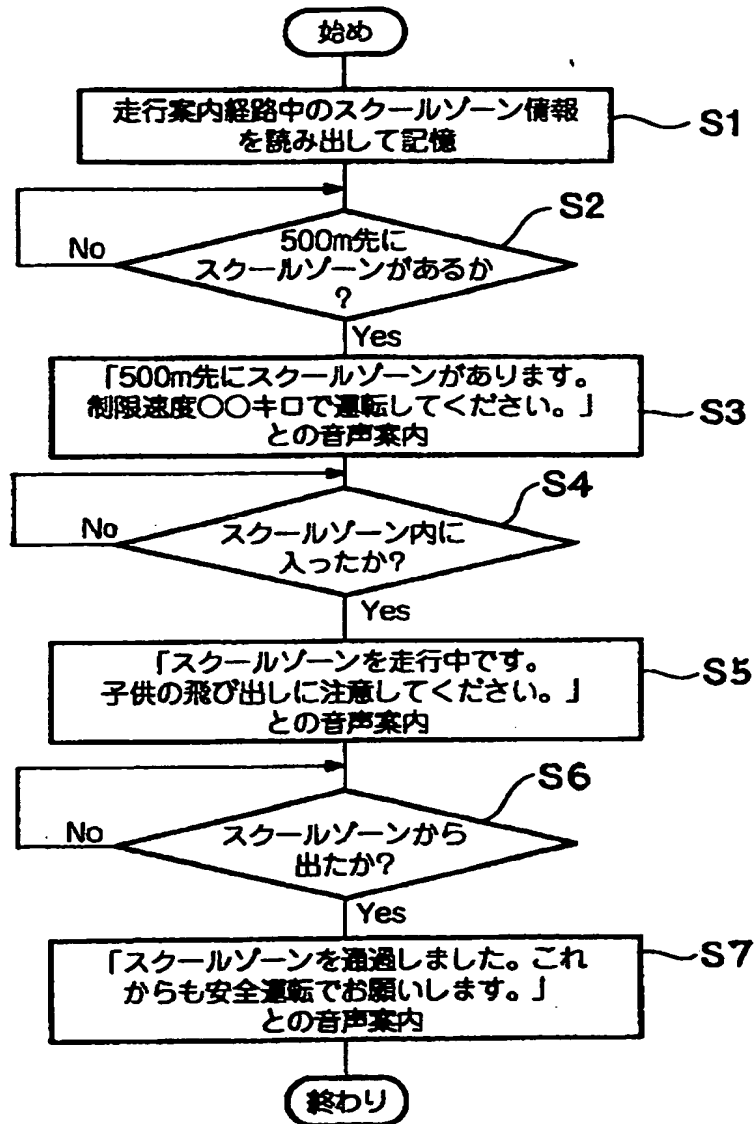 始め
走行案内経路中のスクールゾーン情報
を読み出して記憶
S1
S2
500m先に
スクールゾーンがあるか
?
No
Yes
「500m先にスクールゾーンがあります。
制限速度〇〇キロで運転してください。」
との音声案内
S3
S4
スクールゾーン内に
入ったか?
No
Yes
「スクールゾーンを走行中です。
子供の飛び出しに注意してください。」
との音声案内
S5
S6
スクールゾーンから
出たか?
No
Yes
「スクールゾーンを通過しました。これ
からも安全運転でお願いします。」
との音声案内
S7
終わり